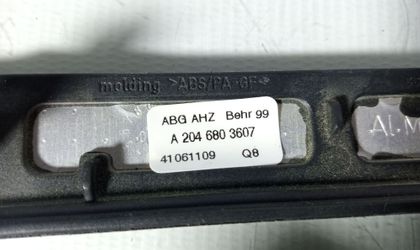 molding >ABS/PA-GF<
ABG AHZ Behr 99
A 204 680 3607
41061109 Q8